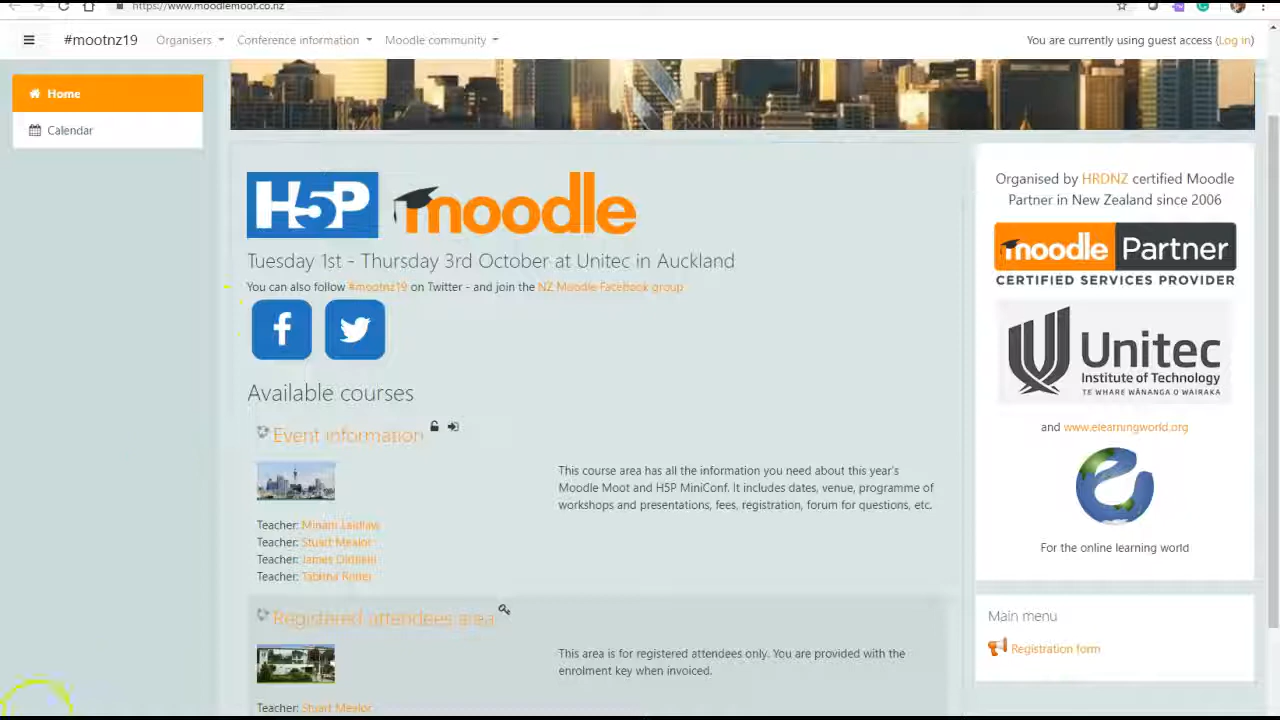 https://www.moodlemoot.co.nz
#mootnz19 Organisers Conference information Moodle community You are currently using guest access (Log in)
Home
Calendar
H5P moodle
Tuesday 1st - Thursday 3rd October at Unitec in Auckland
You can also follow #mootnz19 on Twitter - and join the NZ Moodle Facebook group
Available courses
Event information
This course area has all the information you need about this year's
Moodle Moot and H5P MiniConf. It includes dates, venue, programme of
workshops and presentations, fees, registration, forum for questions, etc.
Teacher: Miriam Laidlaw
Teacher: Stuart Mealor
Teacher: James Oldfield
Teacher: Tabitha Roder
Registered attendees area
This area is for registered attendees only. You are provided with the
enrolment key when invoiced.
Teacher: Stuart Mealor
Organised by HRDNZ certified Moodle
Partner in New Zealand since 2006
moodle Partner
CERTIFIED SERVICES PROVIDER
Unitec
Institute of Technology
TE WHARE WĀNANGA O WAIRAKA
and www.elearningworld.org
For the online learning world
Main menu
Registration form